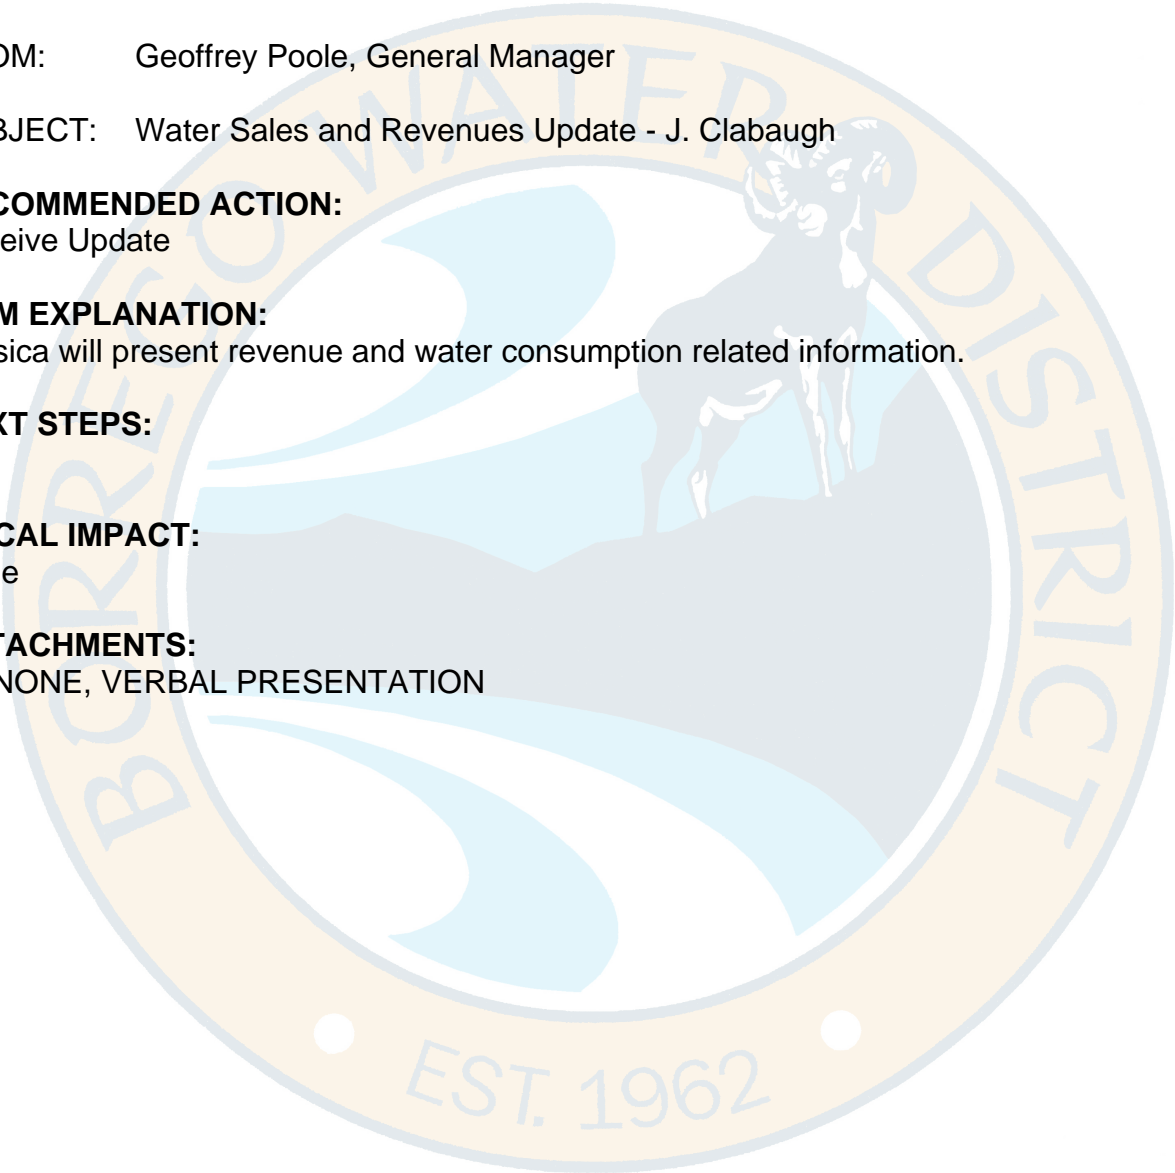 OM: Geoffrey Poole, General Manager
BJECT: Water Sales and Revenues Update - J. Clabaugh
COMMENDED ACTION:
eive Update
M EXPLANATION:
sica will present revenue and water consumption related information.
XT STEPS:
CAL IMPACT:
e
TACHMENTS:
NONE, VERBAL PRESENTATION
BORREGO WATER DISTRICT
EST. 1962